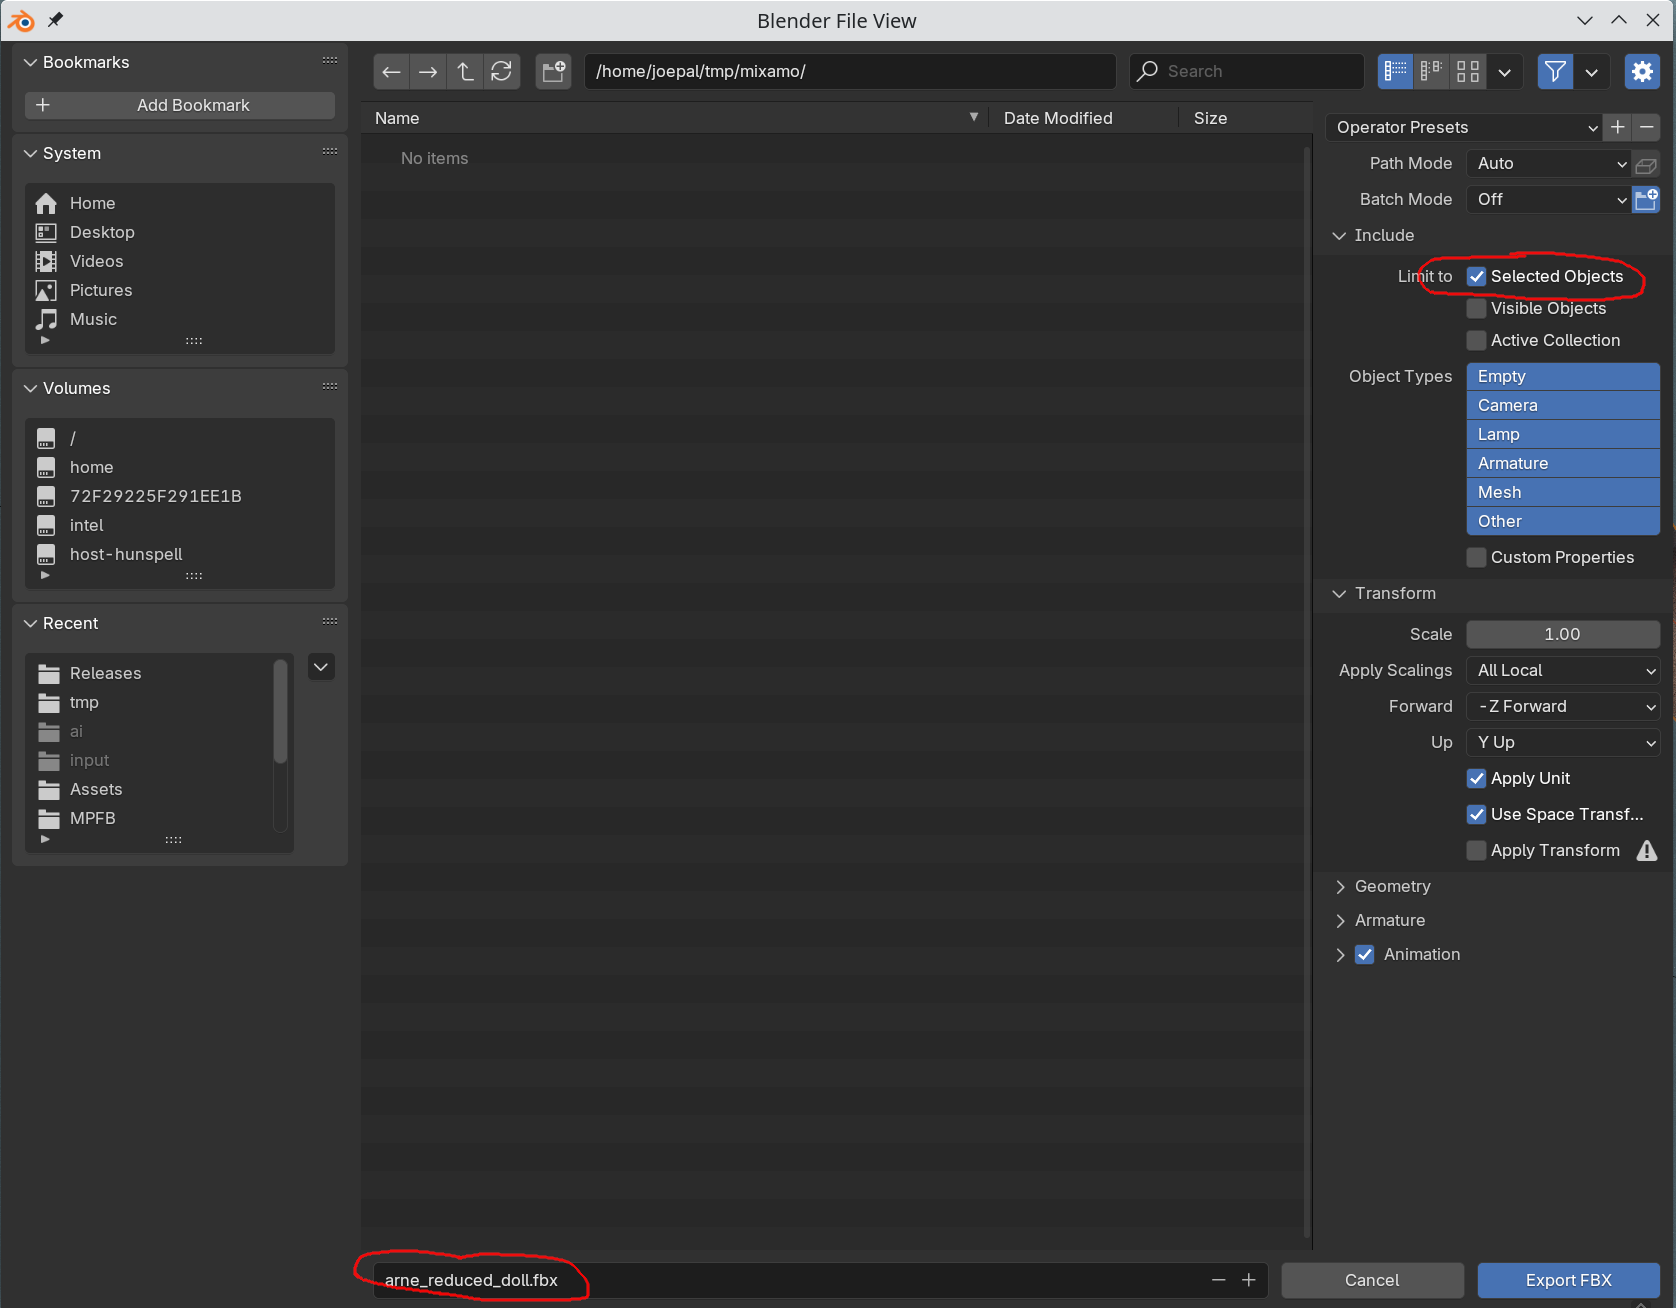 Blender File View
Bookmarks
Add Bookmark
System
Home
Desktop
Videos
Pictures
Music
Volumes
/
home
72F29225F291EE1B
intel
host-hunspell
Recent
Releases
tmp
ai
input
Assets
MPFB
/home/joepal/tmp/mixamo/
Search
Name
Date Modified
Size
No items
Operator Presets
Path Mode
Auto
Batch Mode
Off
Include
Limit to
Selected Objects
Visible Objects
Active Collection
Object Types
Empty
Camera
Lamp
Armature
Mesh
Other
Custom Properties
Transform
Scale
1.00
Apply Scalings
All Local
Forward
-Z Forward
Up
Y Up
Apply Unit
Use Space Transf...
Apply Transform
Geometry
Armature
Animation
arne_reduced_doll.fbx
Cancel
Export FBX